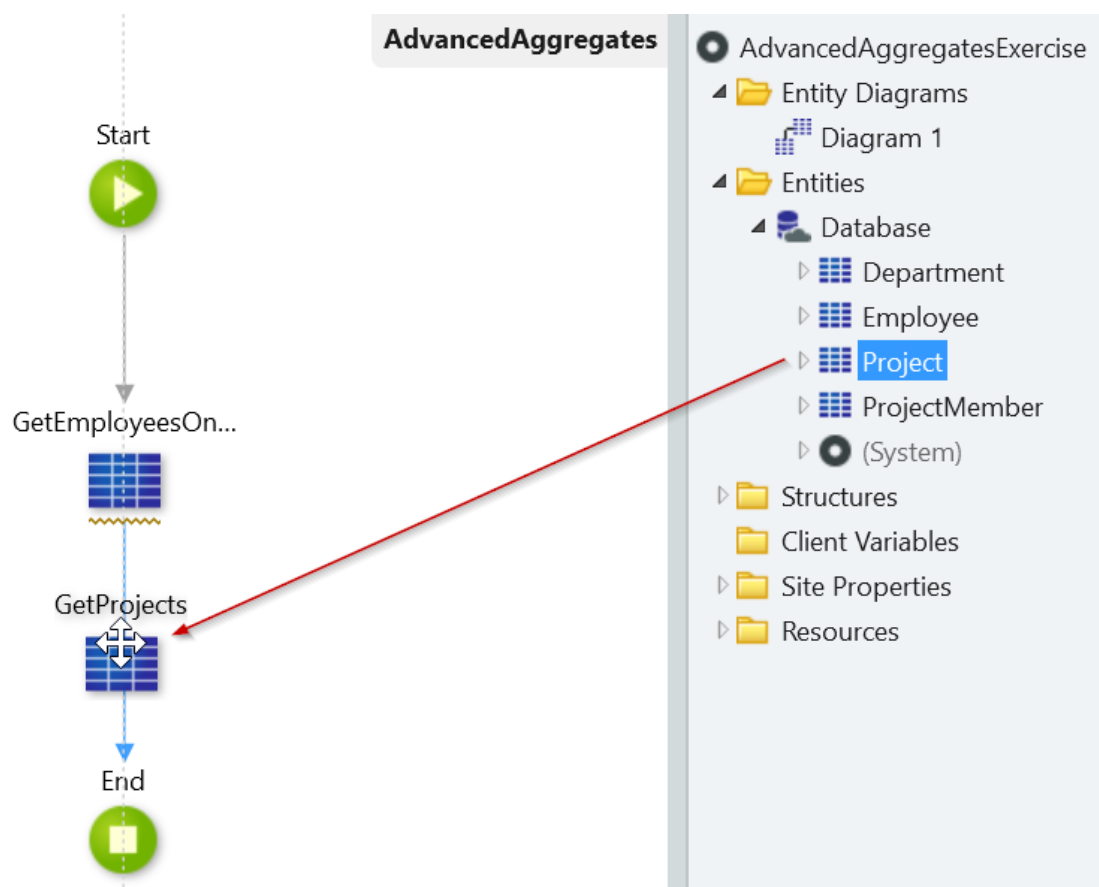 AdvancedAggregates
Start
GetEmployeesOn...
GetProjects
End
AdvancedAggregatesExercise
Entity Diagrams
Diagram 1
Entities
Database
Department
Employee
Project
ProjectMember
(System)
Structures
Client Variables
Site Properties
Resources